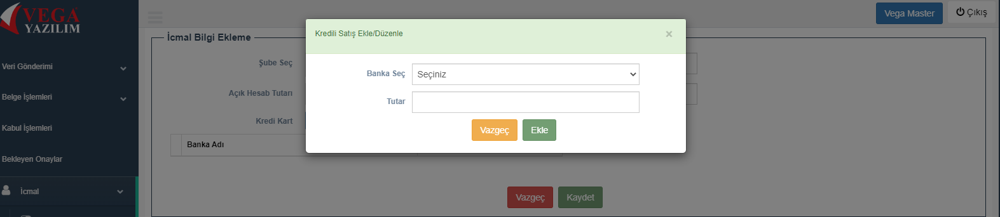 VEGA
YAZILIM
Vega Master
Çıkış
Kredili Satış Ekle/Düzenle
×
İcmal Bilgi Ekleme
Veri Gönderimi
Şube Seç
Banka Seç
Seçiniz
Belge İşlemleri
Açık Hesab Tutarı
Tutar
Kabul İşlemleri
Kredi Kart
Vazgeç
Ekle
Banka Adı
Bekleyen Onaylar
İcmal
Vazgeç
Kaydet